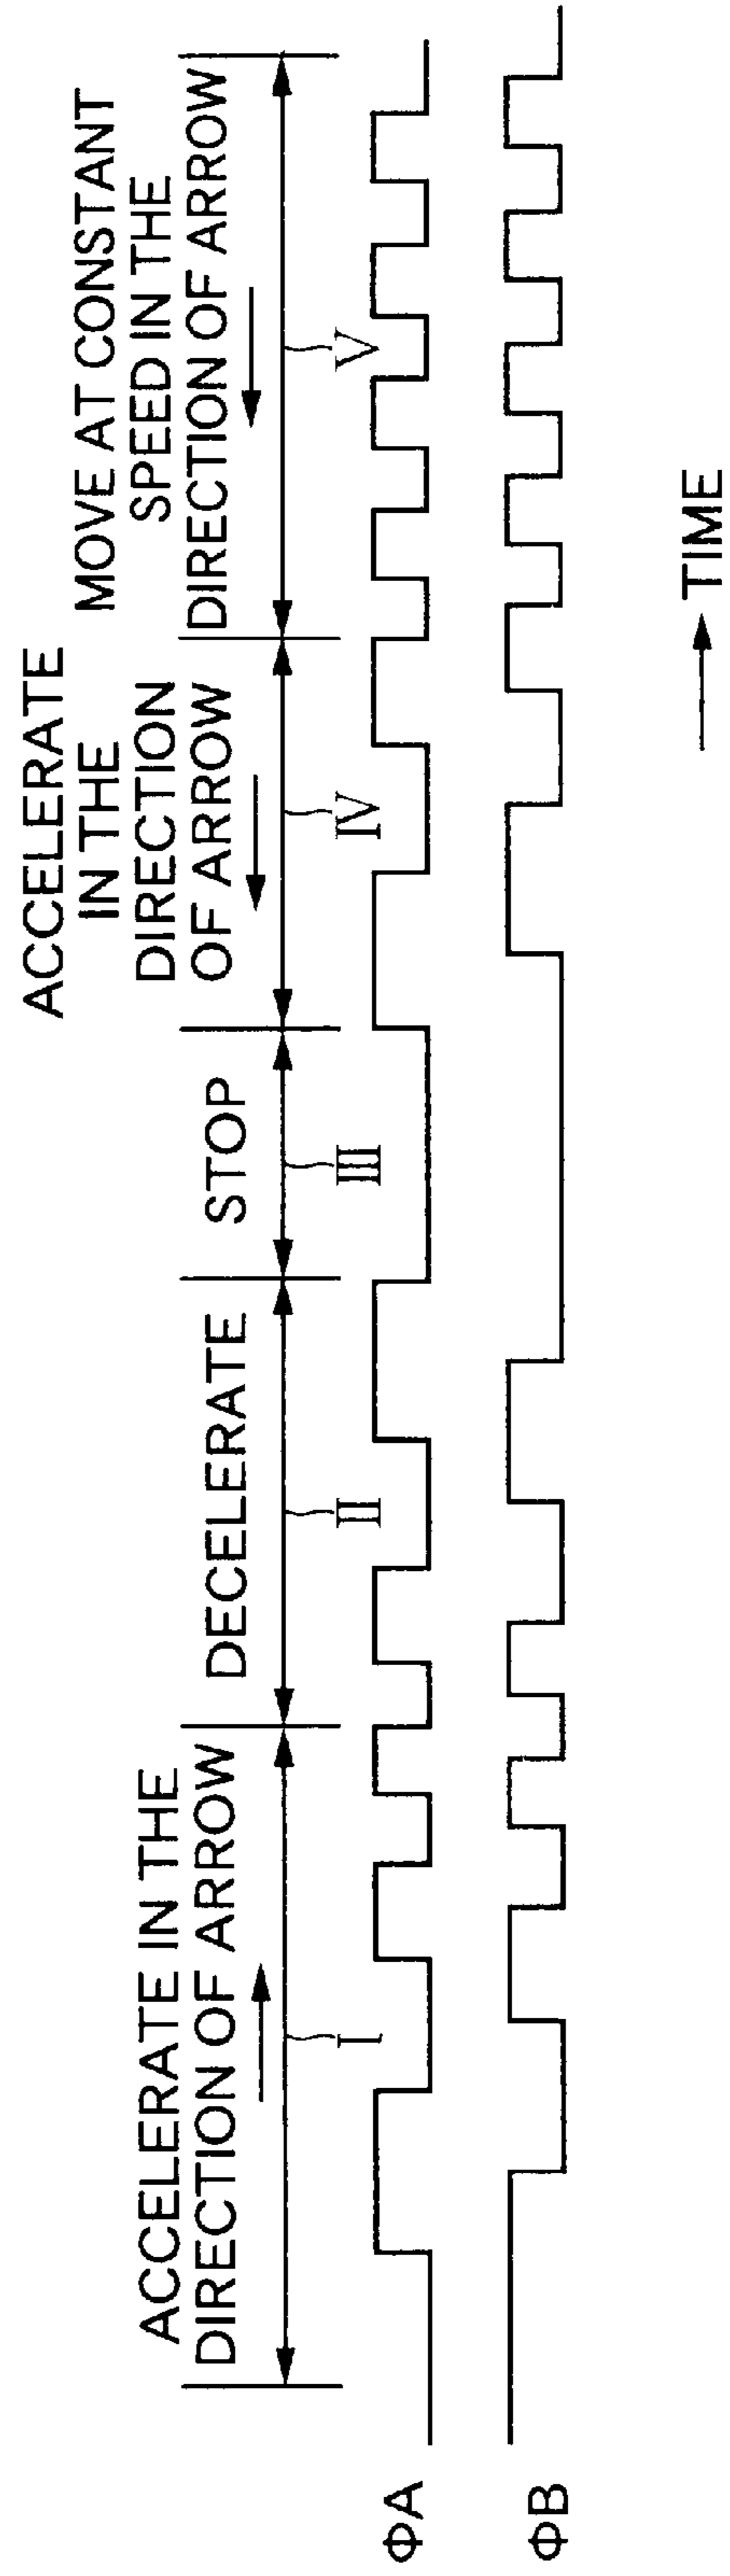 ACCELERATE IN THE
DIRECTION OF ARROW
I
DECELERATE
II
STOP
III
ACCELERATE
IN THE
DIRECTION
OF ARROW
IV
MOVE AT CONSTANT
SPEED IN THE
DIRECTION OF ARROW
V
ΦA
ΦB
TIME